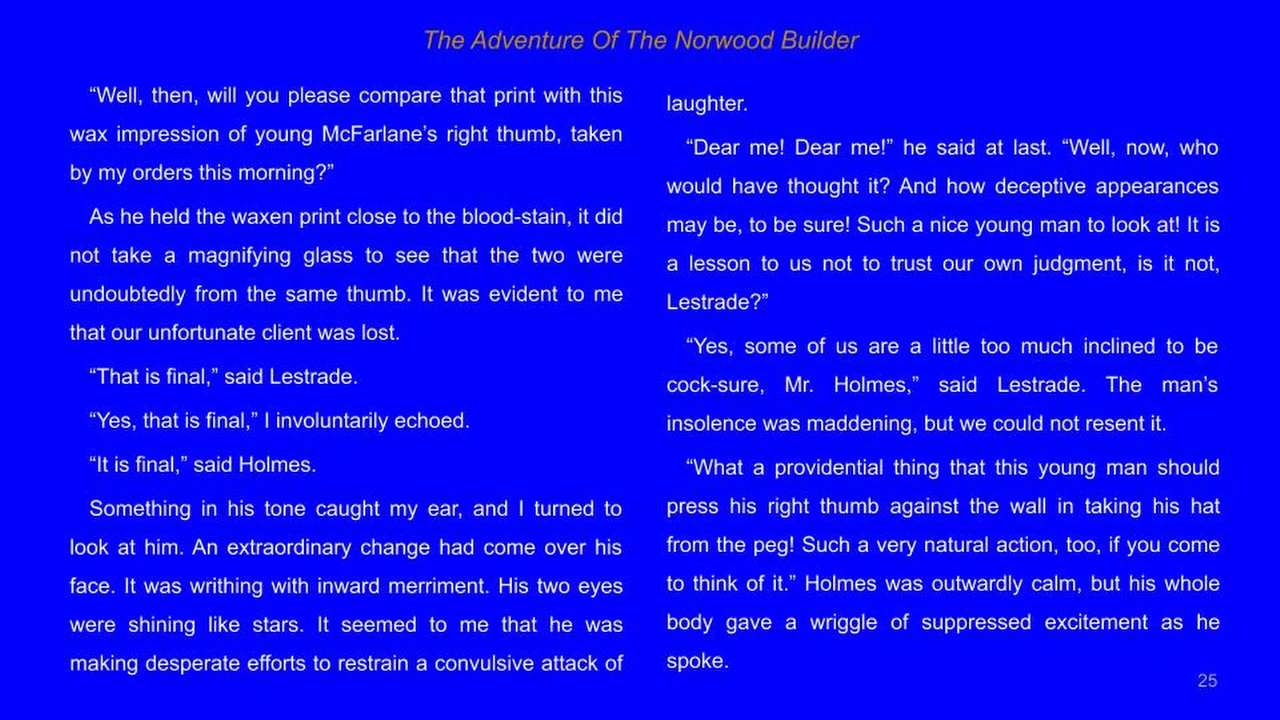 The Adventure Of The Norwood Builder
“Well, then, will you please compare that print with this
wax impression of young McFarlane’s right thumb, taken
by my orders this morning?”
As he held the waxen print close to the blood-stain, it did
not take a magnifying glass to see that the two were
undoubtedly from the same thumb. It was evident to me
that our unfortunate client was lost.
“That is final,” said Lestrade.
“Yes, that is final,” I involuntarily echoed.
“It is final,” said Holmes.
Something in his tone caught my ear, and I turned to
look at him. An extraordinary change had come over his
face. It was writhing with inward merriment. His two eyes
were shining like stars. It seemed to me that he was
making desperate efforts to restrain a convulsive attack of
laughter.
“Dear me! Dear me!” he said at last. “Well, now, who
would have thought it? And how deceptive appearances
may be, to be sure! Such a nice young man to look at! It is
a lesson to us not to trust our own judgment, is it not,
Lestrade?”
“Yes, some of us are a little too much inclined to be
cock-sure, Mr. Holmes,” said Lestrade. The man’s
insolence was maddening, but we could not resent it.
“What a providential thing that this young man should
press his right thumb against the wall in taking his hat
from the peg! Such a very natural action, too, if you come
to think of it.” Holmes was outwardly calm, but his whole
body gave a wriggle of suppressed excitement as he
spoke.
25